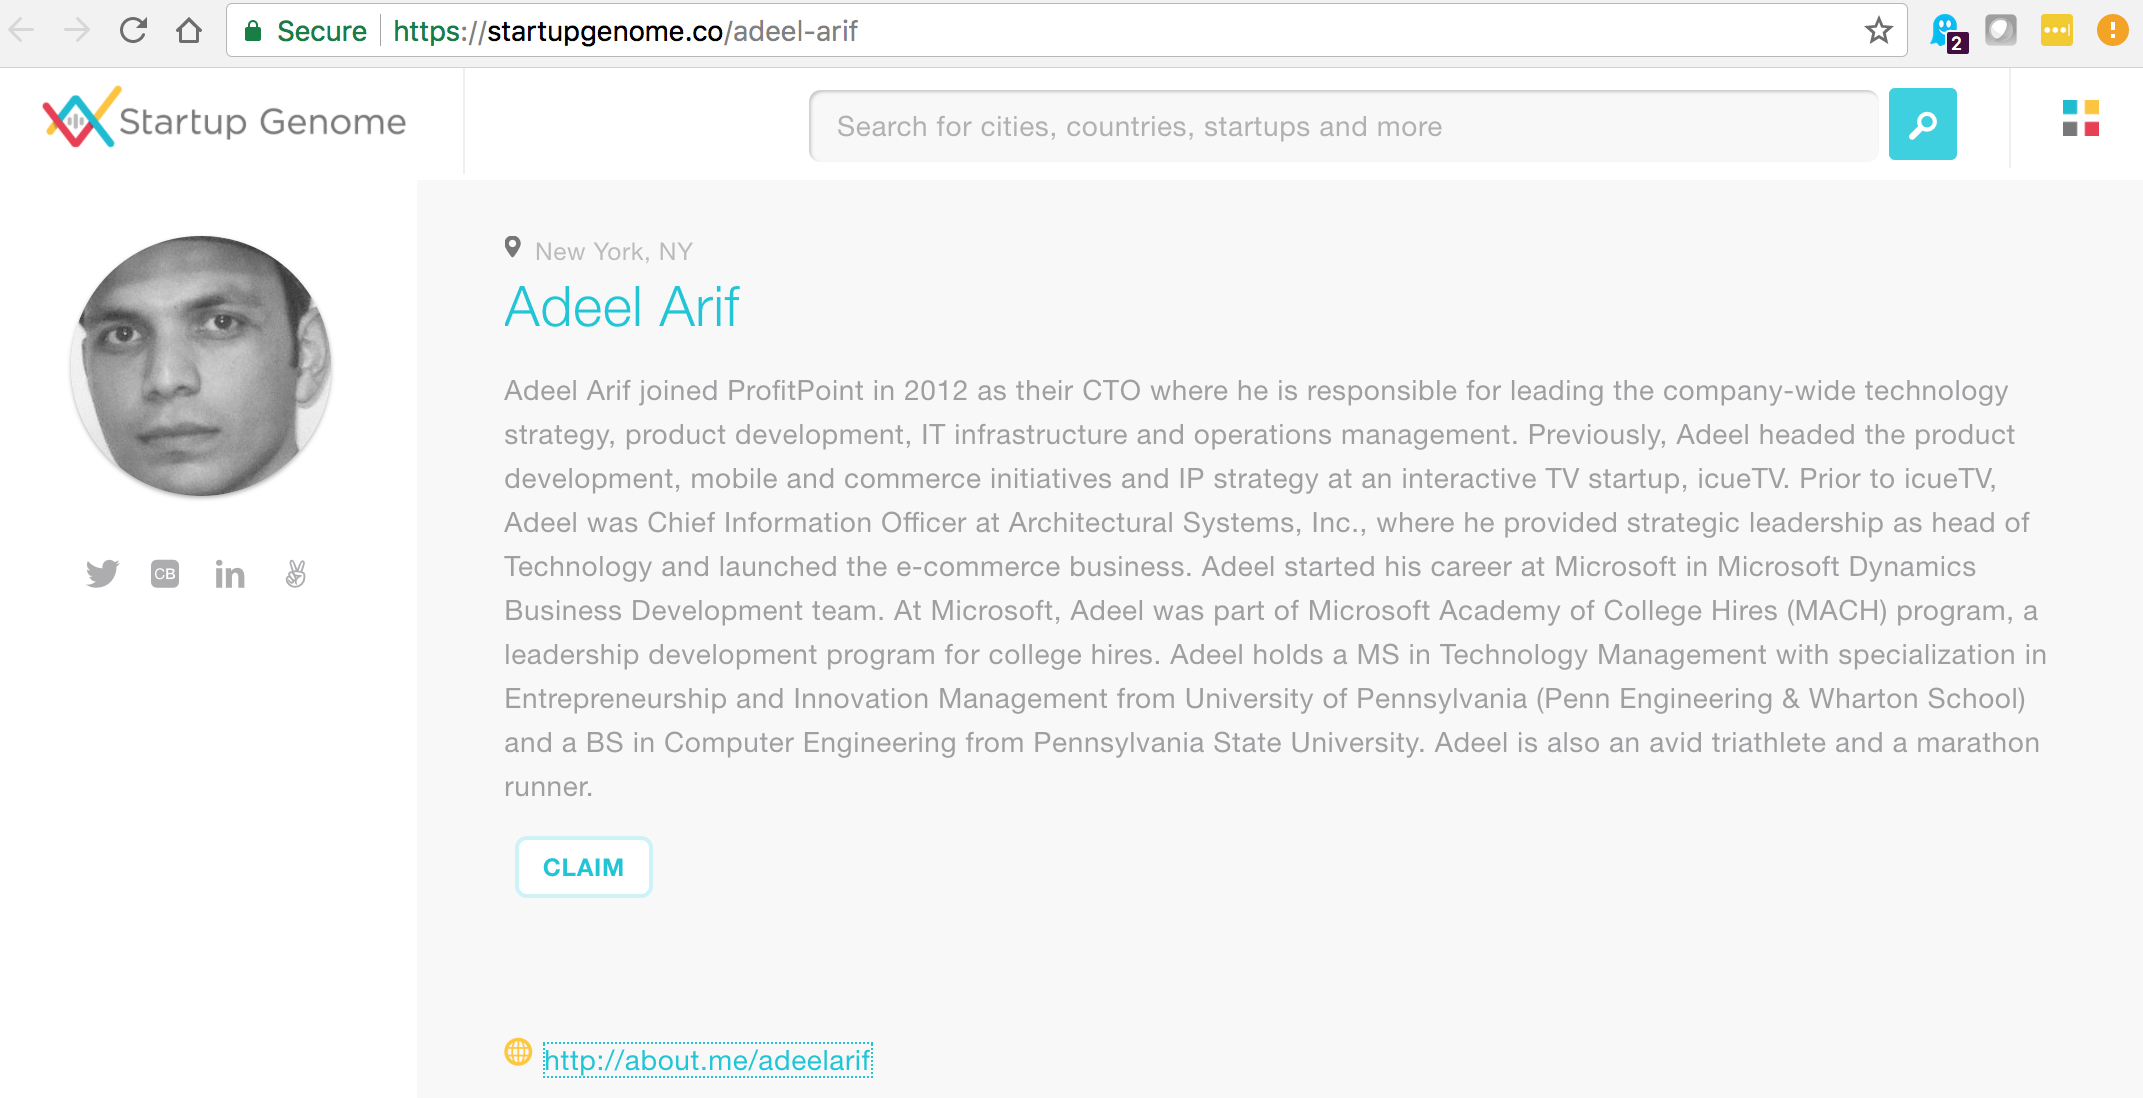 Secure https://startupgenome.co/adeel-arif
2
Startup Genome
Search for cities, countries, startups and more
New York, NY
Adeel Arif
Adeel Arif joined ProfitPoint in 2012 as their CTO where he is responsible for leading the company-wide technology
strategy, product development, IT infrastructure and operations management. Previously, Adeel headed the product
development, mobile and commerce initiatives and IP strategy at an interactive TV startup, icueTV. Prior to icueTV,
Adeel was Chief Information Officer at Architectural Systems, Inc., where he provided strategic leadership as head of
Technology and launched the e-commerce business. Adeel started his career at Microsoft in Microsoft Dynamics
Business Development team. At Microsoft, Adeel was part of Microsoft Academy of College Hires (MACH) program, a
leadership development program for college hires. Adeel holds a MS in Technology Management with specialization in
Entrepreneurship and Innovation Management from University of Pennsylvania (Penn Engineering & Wharton School)
and a BS in Computer Engineering from Pennsylvania State University. Adeel is also an avid triathlete and a marathon
runner.
CB in
CLAIM
http://about.me/adeelarif